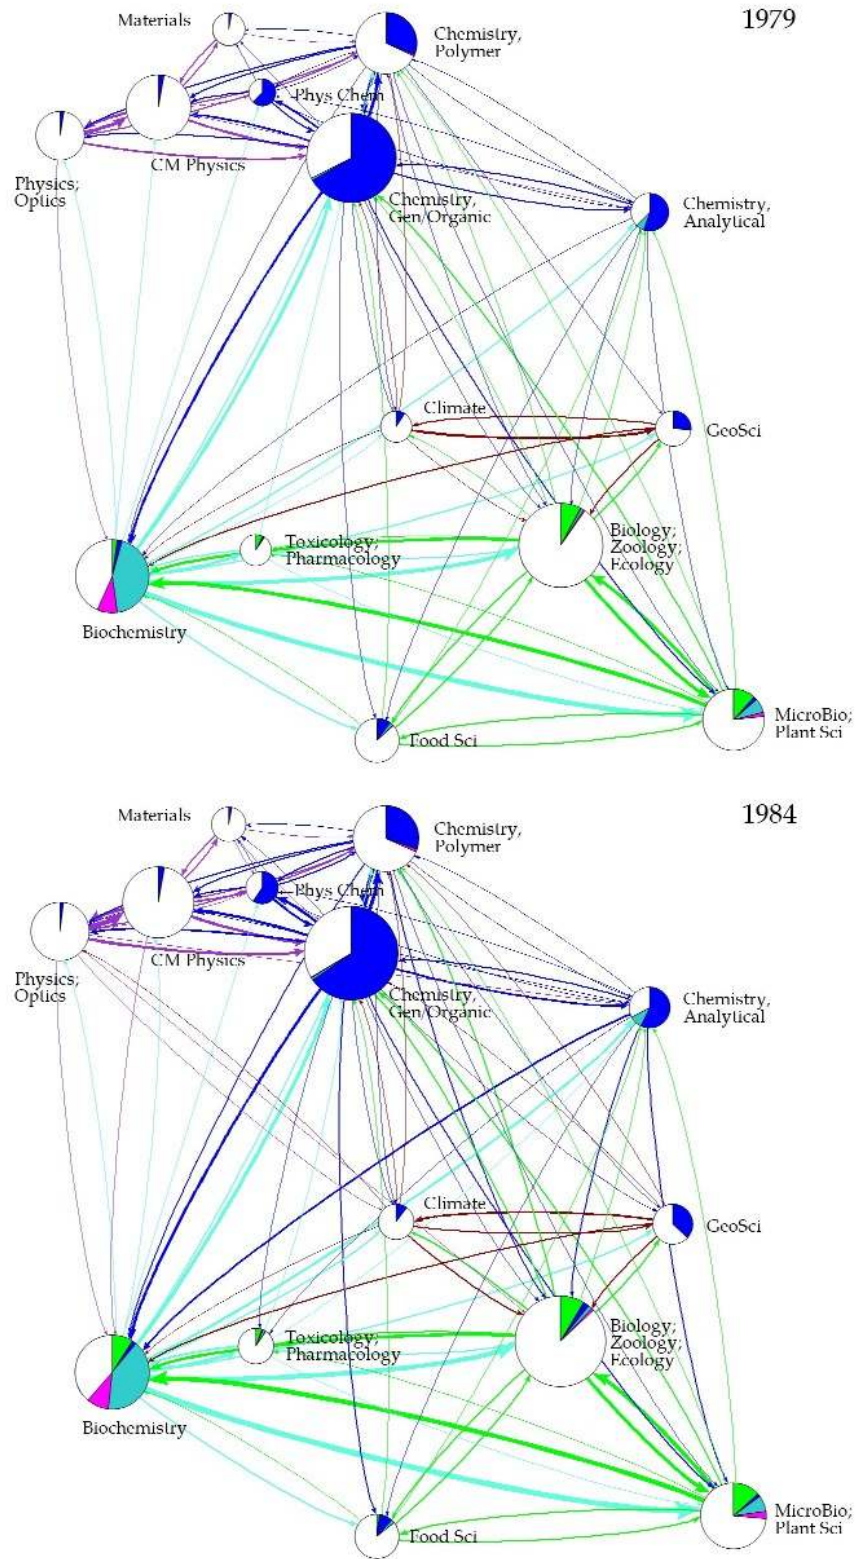 1979
Materials
Chemistry,
Polymer
Phys Chem
CM Physics
Physics;
Optics
Chemistry,
Gen/Organic
Chemistry,
Analytical
Climate
GeoSci
Toxicology;
Pharmacology
Biology;
Zoology;
Ecology
Biochemistry
MicroBio;
Plant Sci
Food Sci
1984
Materials
Chemistry,
Polymer
Phys Chem
CM Physics
Physics;
Optics
Chemistry,
Gen/Organic
Chemistry,
Analytical
Climate
GeoSci
Toxicology;
Pharmacology
Biology;
Zoology;
Ecology
Biochemistry
MicroBio;
Plant Sci
Food Sci